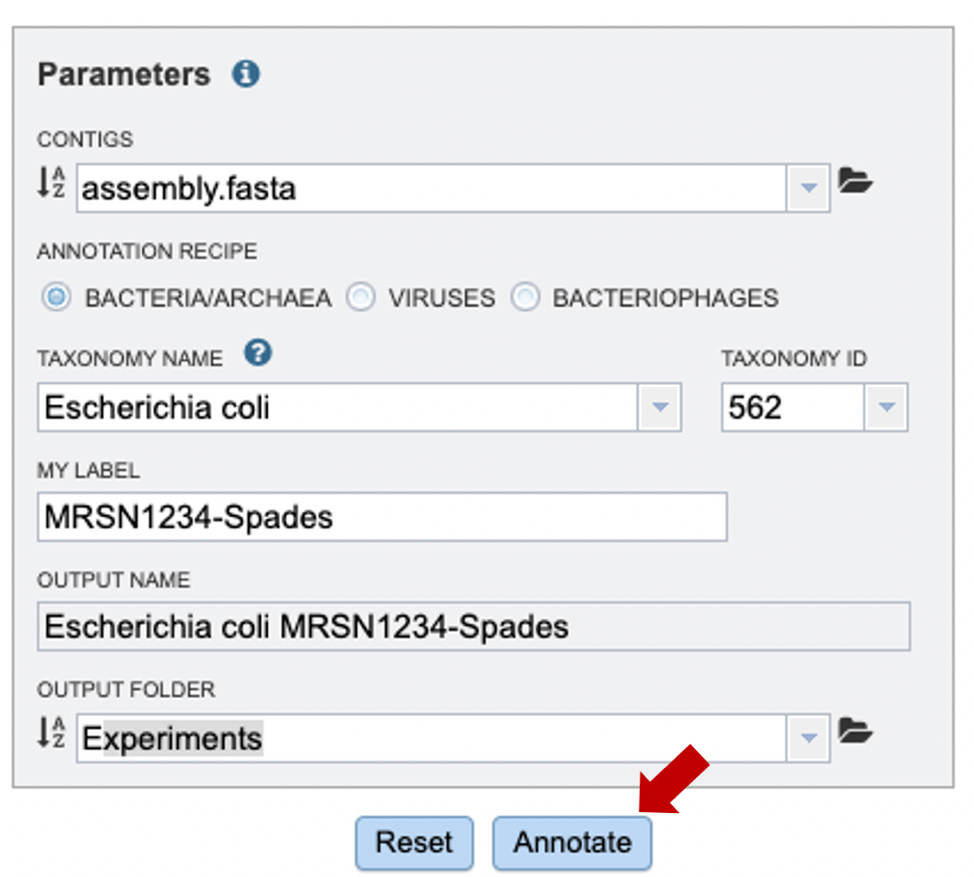 Parameters i
CONTIGS
A
Z
assembly.fasta
ANNOTATION RECIPE
BACTERIA/ARCHAEA VIRUSES BACTERIOPHAGES
TAXONOMY NAME ? TAXONOMY ID
Escherichia coli 562
MY LABEL
MRSN1234-Spades
OUTPUT NAME
Escherichia coli MRSN1234-Spades
OUTPUT FOLDER
A
Z
Experiments
Reset Annotate